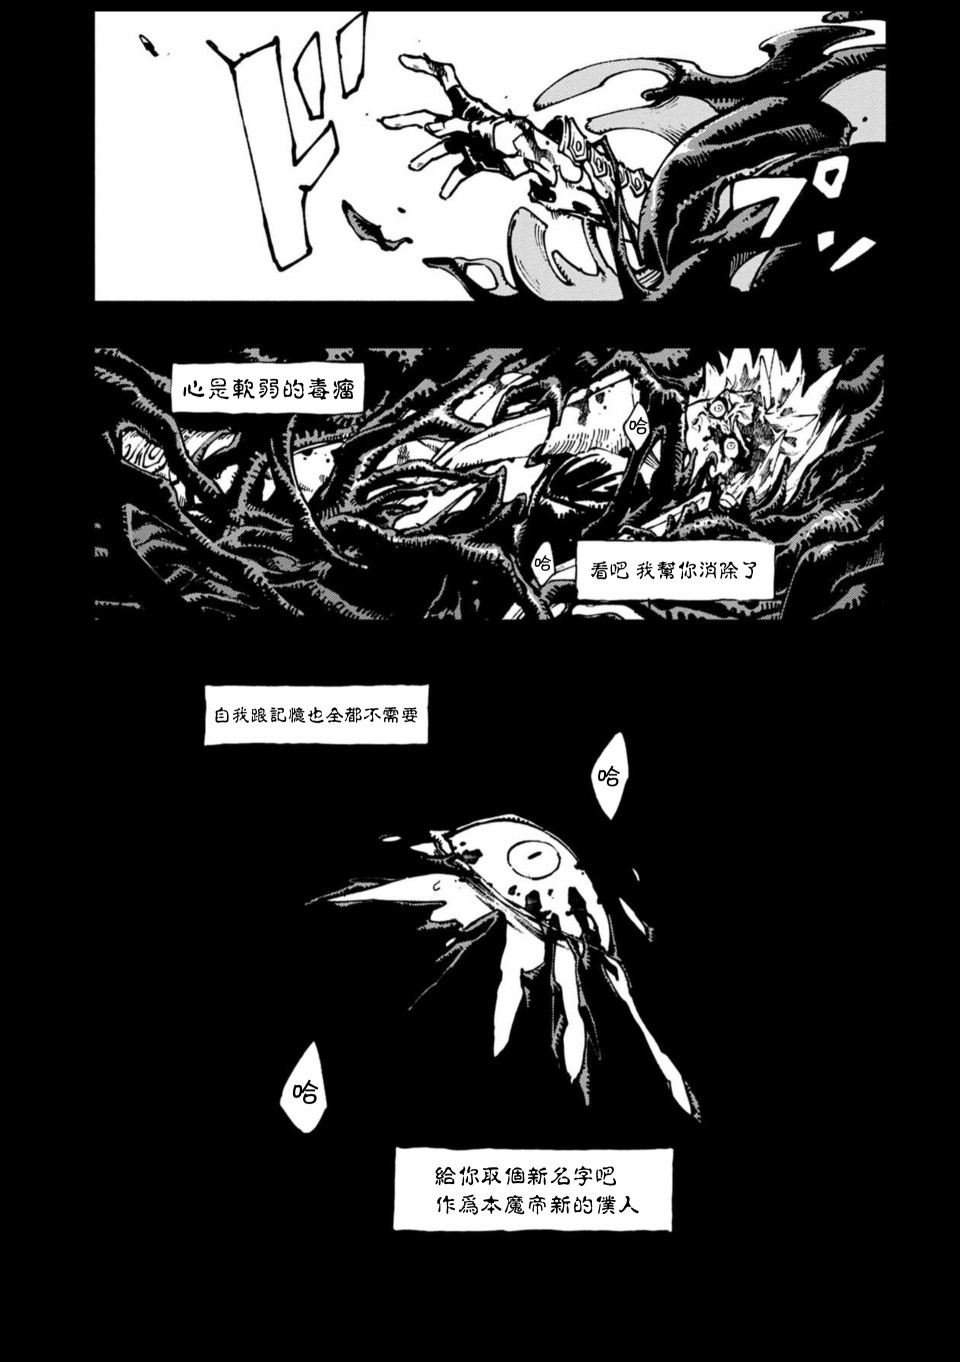 ドプン
心是軟弱的毒瘤
哈
哈
看吧 我幫你消除了
自我跟記憶也全都不需要
哈
哈
給你取個新名字吧
作爲本魔帝新的僕人